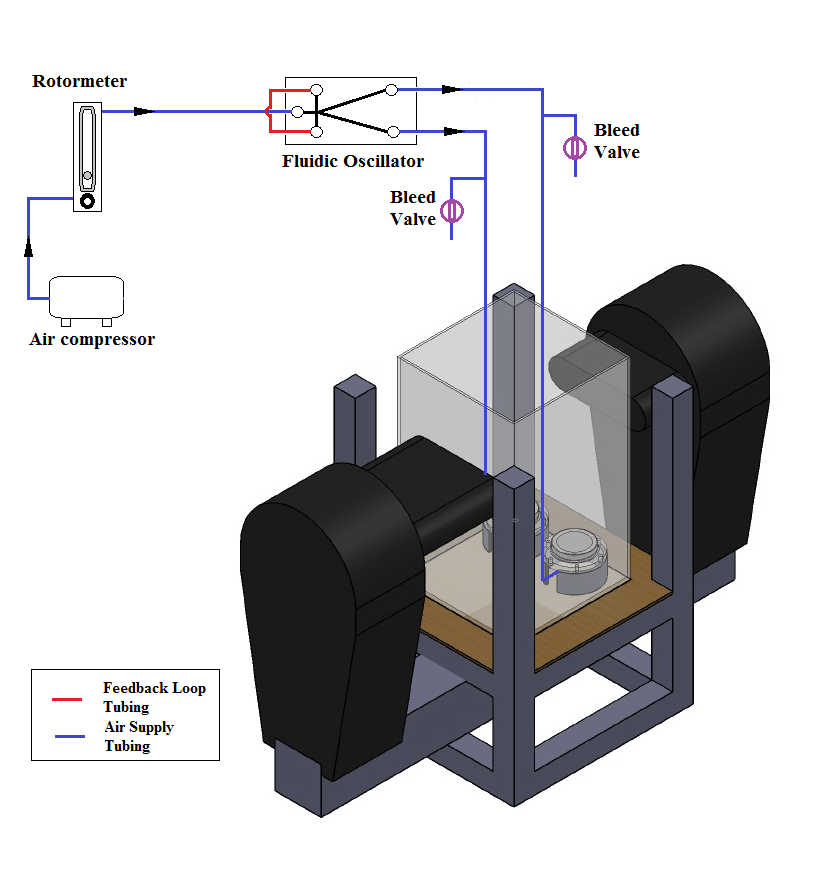 Rotormeter
Fluidic Oscillator
Bleed
Valve
Bleed
Valve
Air compressor
Feedback Loop
Tubing
Air Supply
Tubing